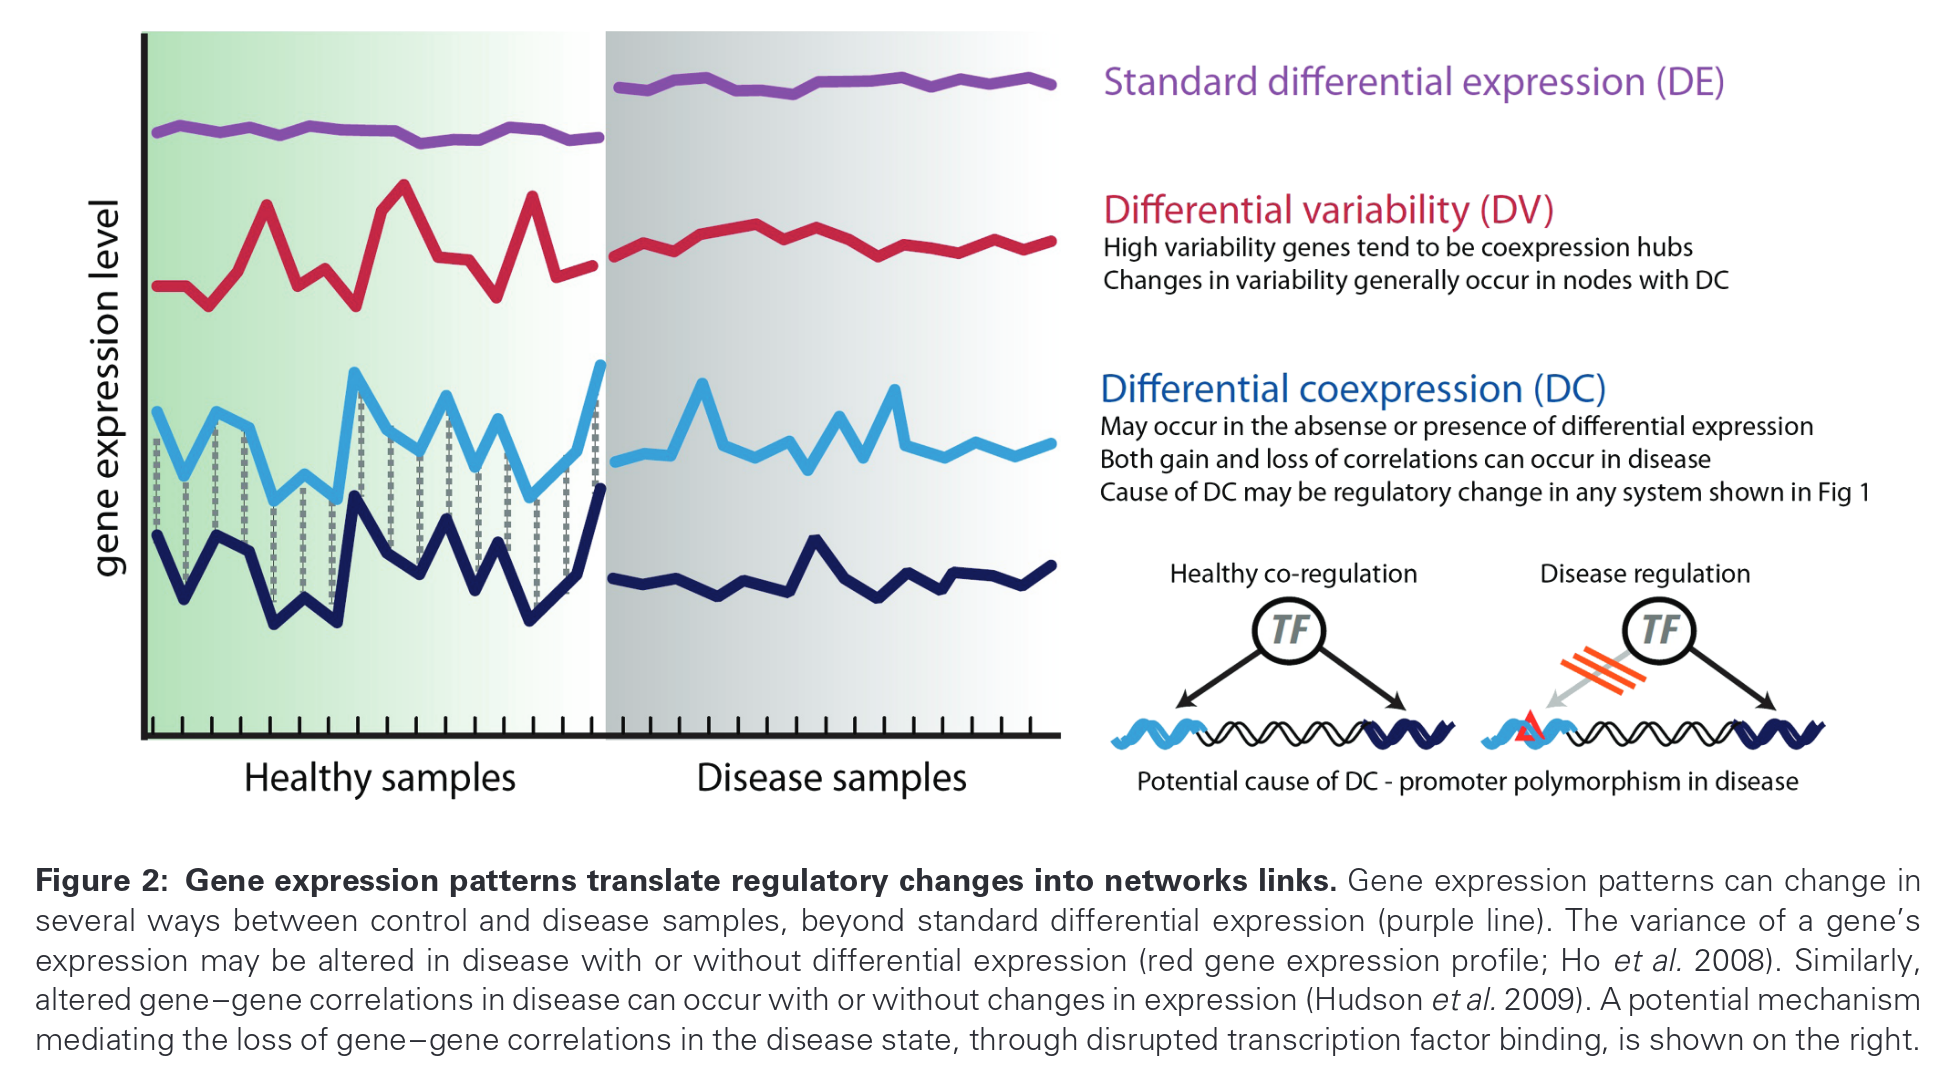 gene expression level
Healthy samples
Disease samples
Standard differential expression (DE)
Differential variability (DV)
High variability genes tend to be coexpression hubs
Changes in variability generally occur in nodes with DC
Differential coexpression (DC)
May occur in the absense or presence of differential expression
Both gain and loss of correlations can occur in disease
Cause of DC may be regulatory change in any system shown in Fig 1
Healthy co-regulation
Disease regulation
TF
TF
Potential cause of DC - promoter polymorphism in disease
Figure 2: Gene expression patterns translate regulatory changes into networks links. Gene expression patterns can change in
several ways between control and disease samples, beyond standard differential expression (purple line). The variance of a gene's
expression may be altered in disease with or without differential expression (red gene expression profile; Ho et al. 2008). Similarly,
altered gene–gene correlations in disease can occur with or without changes in expression (Hudson et al. 2009). A potential mechanism
mediating the loss of gene–gene correlations in the disease state, through disrupted transcription factor binding, is shown on the right.